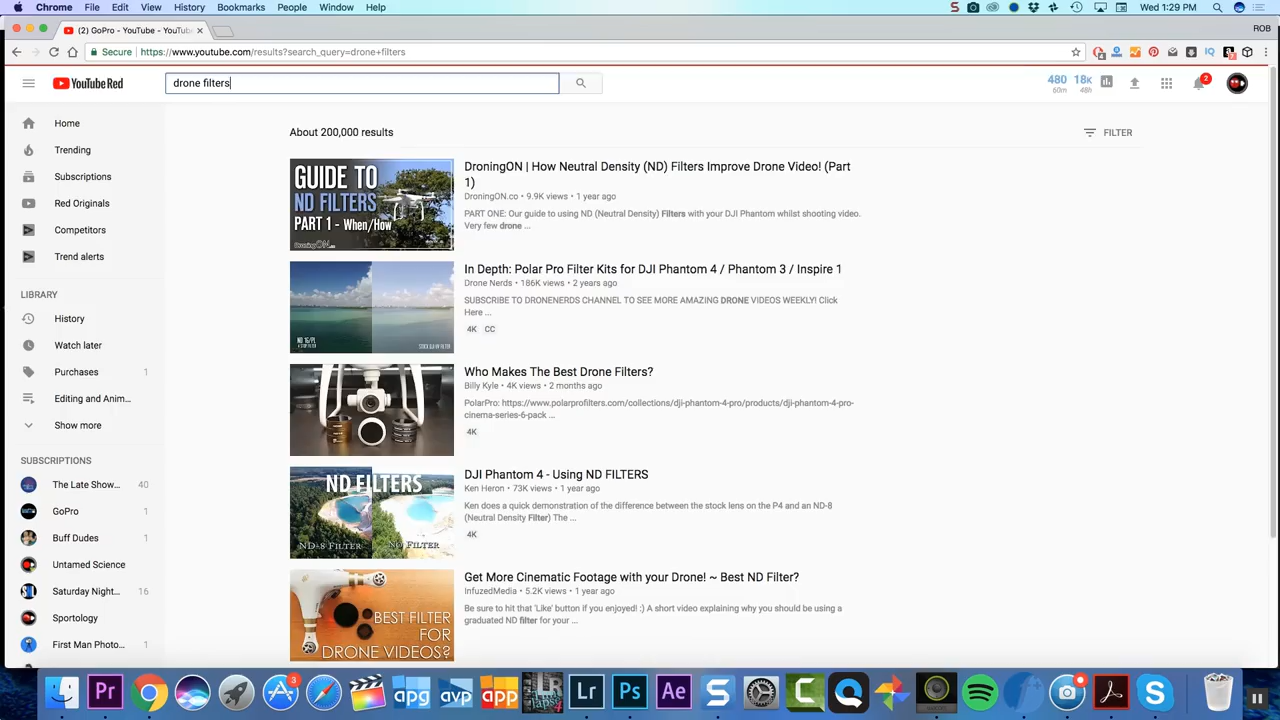 Chrome File Edit View History Bookmarks People Window Help Wed 1:29 PM
(2) GoPro - YouTube - YouTub ROB
Secure https://www.youtube.com/results?search_query=drone+filters
YouTube Red drone filters 480 60m 18K 48h 2
Home
Trending
Subscriptions
Red Originals
Competitors
Trend alerts
LIBRARY
History
Watch later
Purchases 1
Editing and Anim...
Show more
SUBSCRIPTIONS
The Late Show... 40
GoPro 1
Buff Dudes 1
Untamed Science
Saturday Night... 16
Sportology
First Man Photo... 1
About 200,000 results FILTER
GUIDE TO
ND FILTERS
PART 1 - When/How
DroningON.co
DroningON | How Neutral Density (ND) Filters Improve Drone Video! (Part
1)
DroningON.co • 9.9K views • 1 year ago
PART ONE: Our guide to using ND (Neutral Density) Filters with your DJI Phantom whilst shooting video.
Very few drone ...
In Depth: Polar Pro Filter Kits for DJI Phantom 4 / Phantom 3 / Inspire 1
Drone Nerds • 186K views • 2 years ago
SUBSCRIBE TO DRONENERDS CHANNEL TO SEE MORE AMAZING DRONE VIDEOS WEEKLY! Click
Here ...
4K CC
Who Makes The Best Drone Filters?
Billy Kyle • 4K views • 2 months ago
PolarPro: https://www.polarprofilters.com/collections/dji-phantom-4-pro/products/dji-phantom-4-pro-
cinema-series-6-pack ...
4K
ND FILTERS
ND-8 FILTER NO FILTER
DJI Phantom 4 - Using ND FILTERS
Ken Heron • 73K views • 1 year ago
Ken does a quick demonstration of the difference between the stock lens on the P4 and an ND-8
(Neutral Density Filter) The ...
4K
BEST FILTER
FOR
DRONE VIDEOS?
Get More Cinematic Footage with your Drone! ~ Best ND Filter?
InfuzedMedia • 5.2K views • 1 year ago
Be sure to hit that 'Like' button if you enjoyed! :) A short video explaining why you should be using a
graduated ND filter for your ...
Pr 3 apg avp app Lr Ps Ae S C